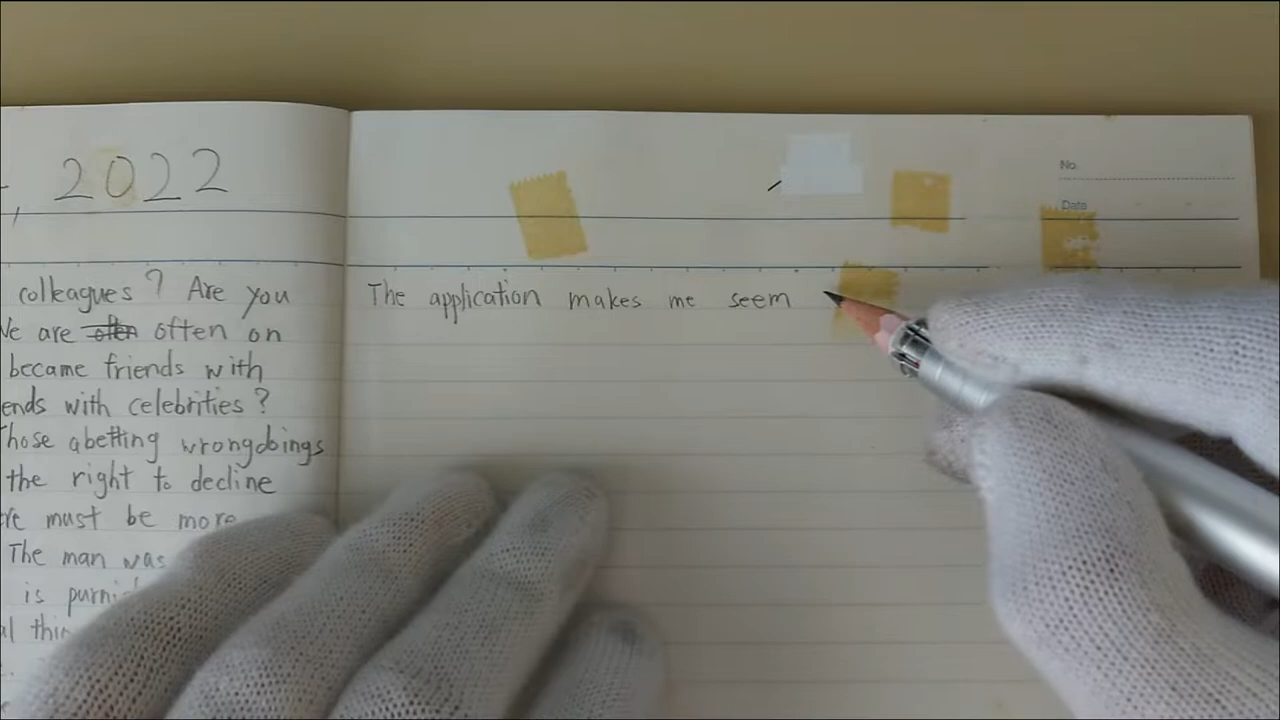 2022
colleagues? Are you
We are often on
became friends with
ends with celebrities?
Those abetting wrongdoings
the right to decline
must be more
The man was
is
The application makes me seem
No.
Date